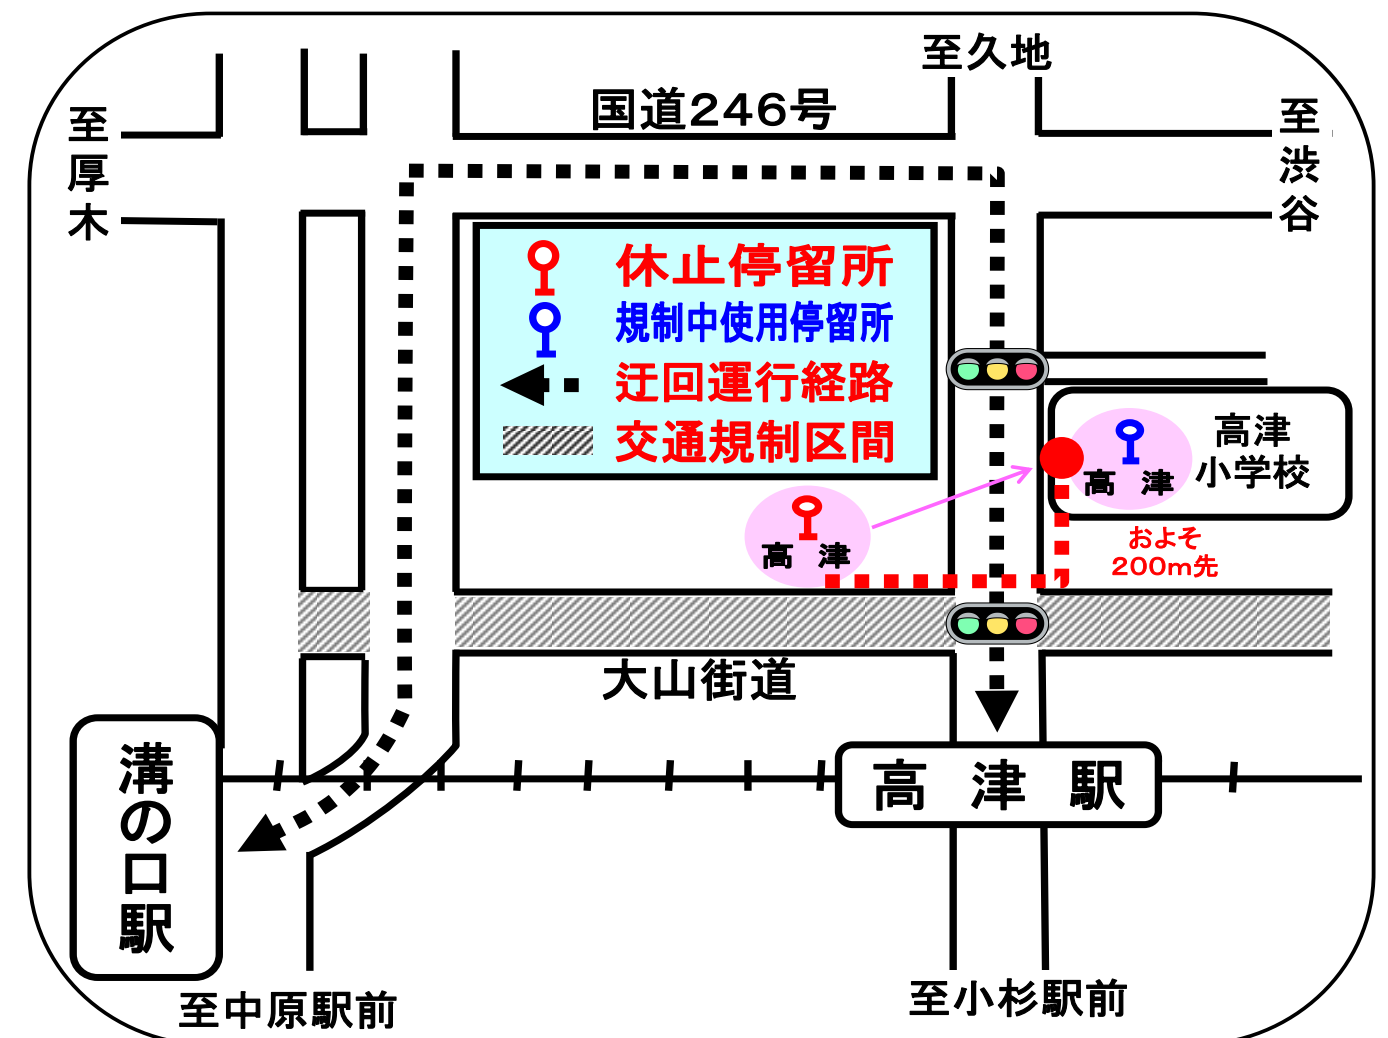 至久地
国道246号
至厚木
至渋谷
休止停留所
規制中使用停留所
迂回運行経路
交通規制区間
高津
小学校
高　津
高　津
およそ
200m先
大山街道
溝の口駅
高　津　駅
至中原駅前
至小杉駅前